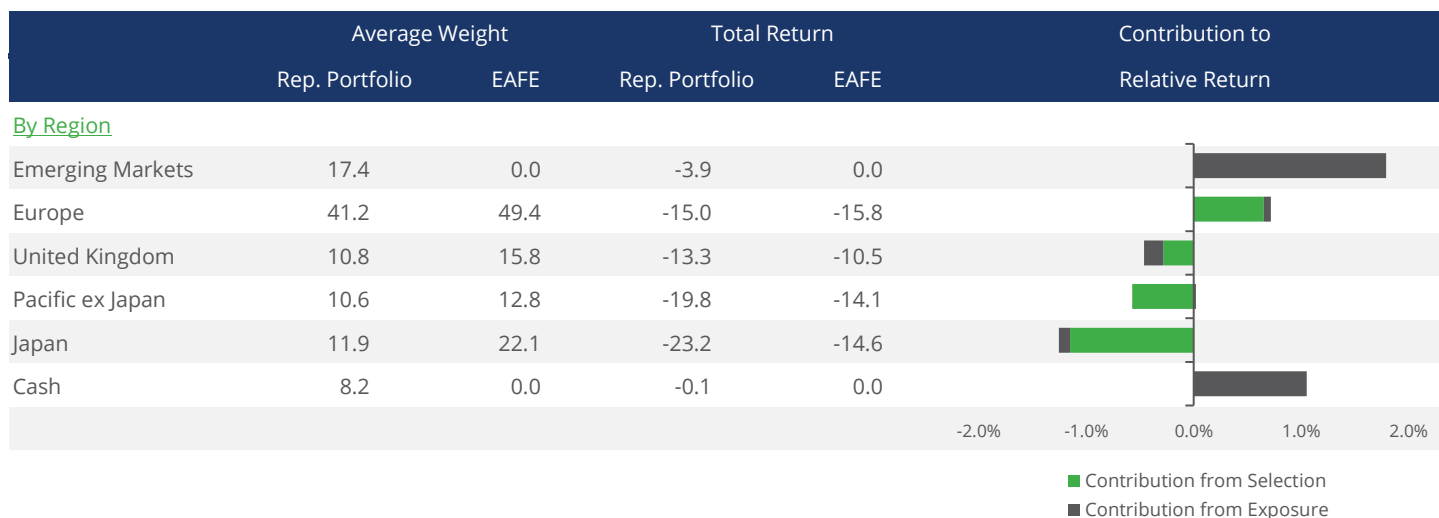 Average Weight Total Return Contribution to
Rep. Portfolio EAFE Rep. Portfolio EAFE Relative Return
By Region
Emerging Markets 17.4 0.0 -3.9 0.0
Europe 41.2 49.4 -15.0 -15.8
United Kingdom 10.8 15.8 -13.3 -10.5
Pacific ex Japan 10.6 12.8 -19.8 -14.1
Japan 11.9 22.1 -23.2 -14.6
Cash 8.2 0.0 -0.1 0.0
-2.0% -1.0% 0.0% 1.0% 2.0%
Contribution from Selection
Contribution from Exposure